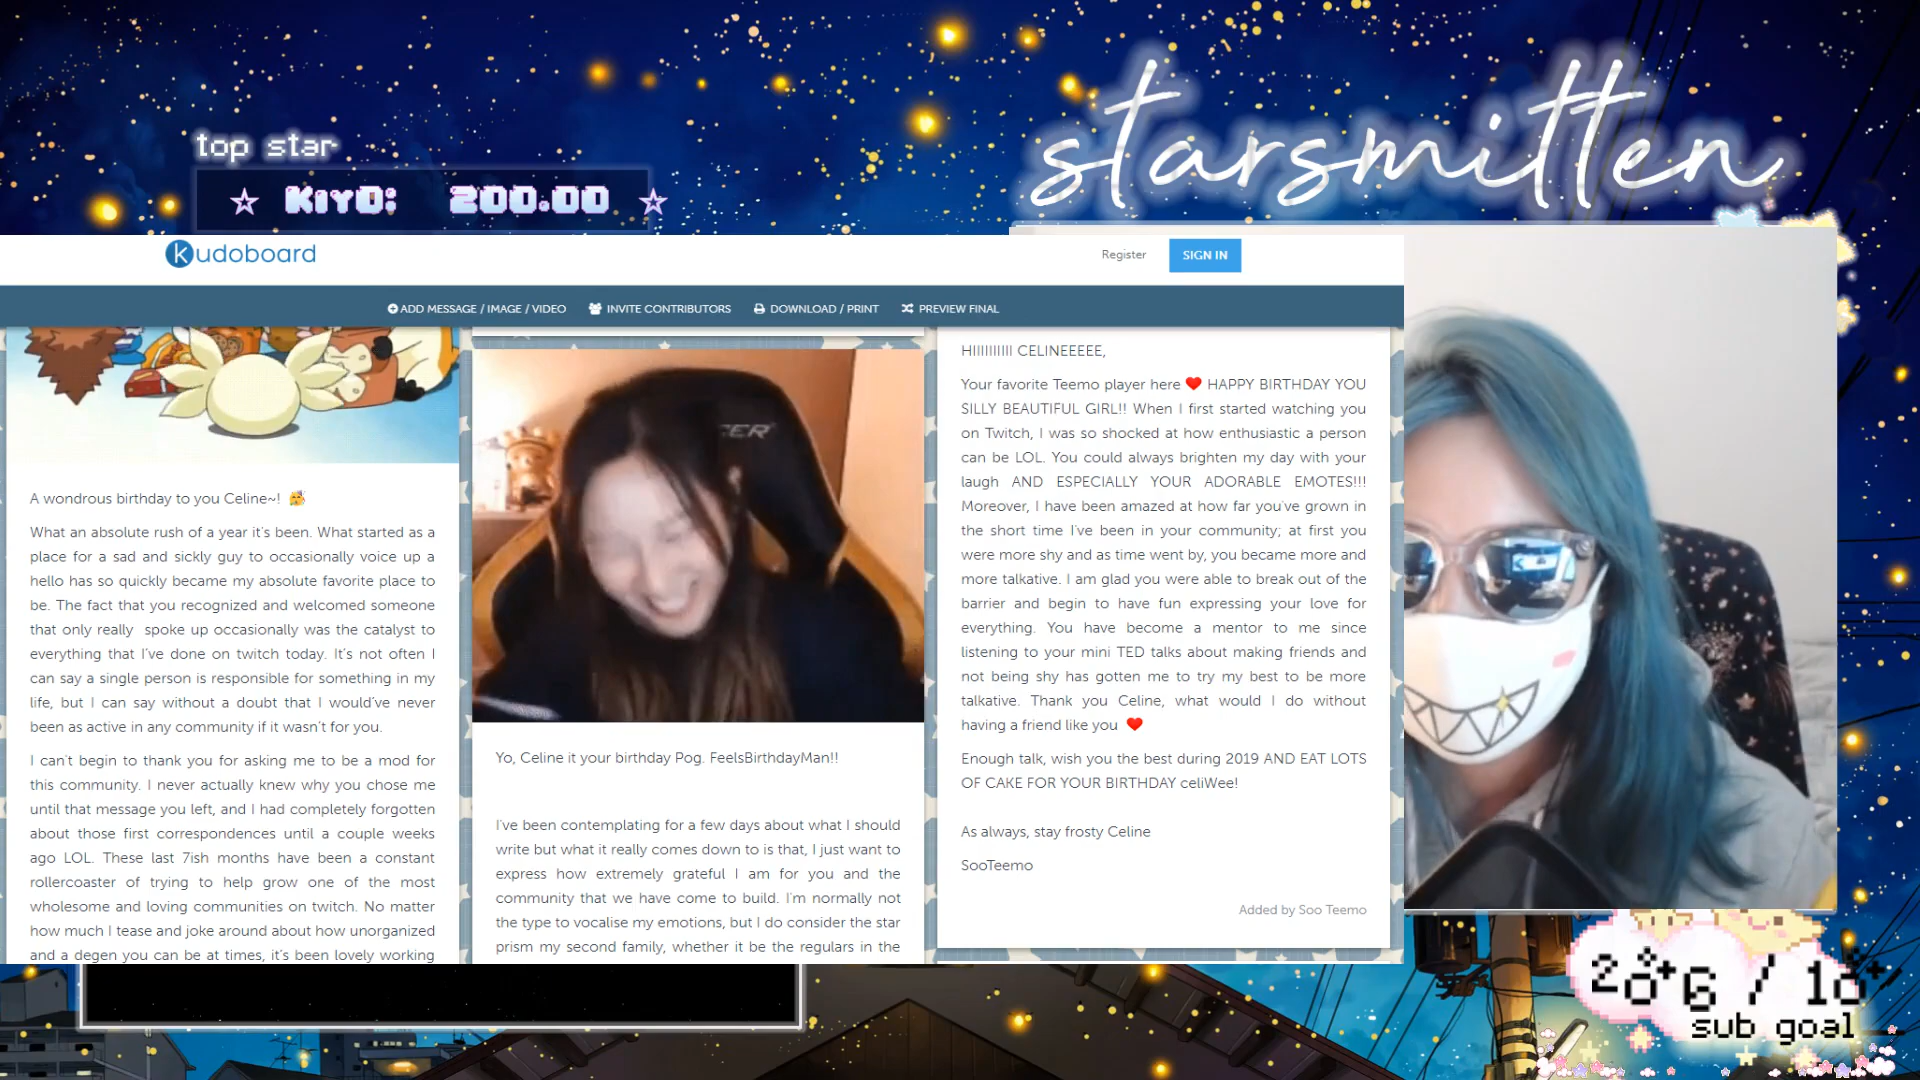 top star
KiYO: 200.00
starsmitten
kudoboard
Register
SIGN IN
ADD MESSAGE / IMAGE / VIDEO
INVITE CONTRIBUTORS
DOWNLOAD / PRINT
PREVIEW FINAL
A wondrous birthday to you Celine~!
What an absolute rush of a year it's been. What started as a
place for a sad and sickly guy to occasionally voice up a
hello has so quickly became my absolute favorite place to
be. The fact that you recognized and welcomed someone
that only really spoke up occasionally was the catalyst to
everything that I've done on twitch today. It's not often I
can say a single person is responsible for something in my
life, but I can say without a doubt that I would've never
been as active in any community if it wasn't for you.
I can't begin to thank you for asking me to be a mod for
this community. I never actually knew why you chose me
until that message you left, and I had completely forgotten
about those first correspondences until a couple weeks
ago LOL. These last 7ish months have been a constant
rollercoaster of trying to help grow one of the most
wholesome and loving communities on twitch. No matter
how much I tease and joke around about how unorganized
and a degen you can be at times, it's been lovely working
Yo, Celine it your birthday Pog. FeelsBirthdayMan!!
I've been contemplating for a few days about what I should
write but what it really comes down to is that, I just want to
express how extremely grateful I am for you and the
community that we have come to build. I'm normally not
the type to vocalise my emotions, but I do consider the star
prism my second family, whether it be the regulars in the
HIIIIIIIIII CELINEEEEE,
Your favorite Teemo player here ❤ HAPPY BIRTHDAY YOU
SILLY BEAUTIFUL GIRL!! When I first started watching you
on Twitch, I was so shocked at how enthusiastic a person
can be LOL. You could always brighten my day with your
laugh AND ESPECIALLY YOUR ADORABLE EMOTES!!!
Moreover, I have been amazed at how far you've grown in
the short time I've been in your community; at first you
were more shy and as time went by, you became more and
more talkative. I am glad you were able to break out of the
barrier and begin to have fun expressing your love for
everything. You have become a mentor to me since
listening to your mini TED talks about making friends and
not being shy has gotten me to try my best to be more
talkative. Thank you Celine, what would I do without
having a friend like you ❤
Enough talk, wish you the best during 2019 AND EAT LOTS
OF CAKE FOR YOUR BIRTHDAY celiWee!
As always, stay frosty Celine
SooTeemo
Added by Soo Teemo
sub goal